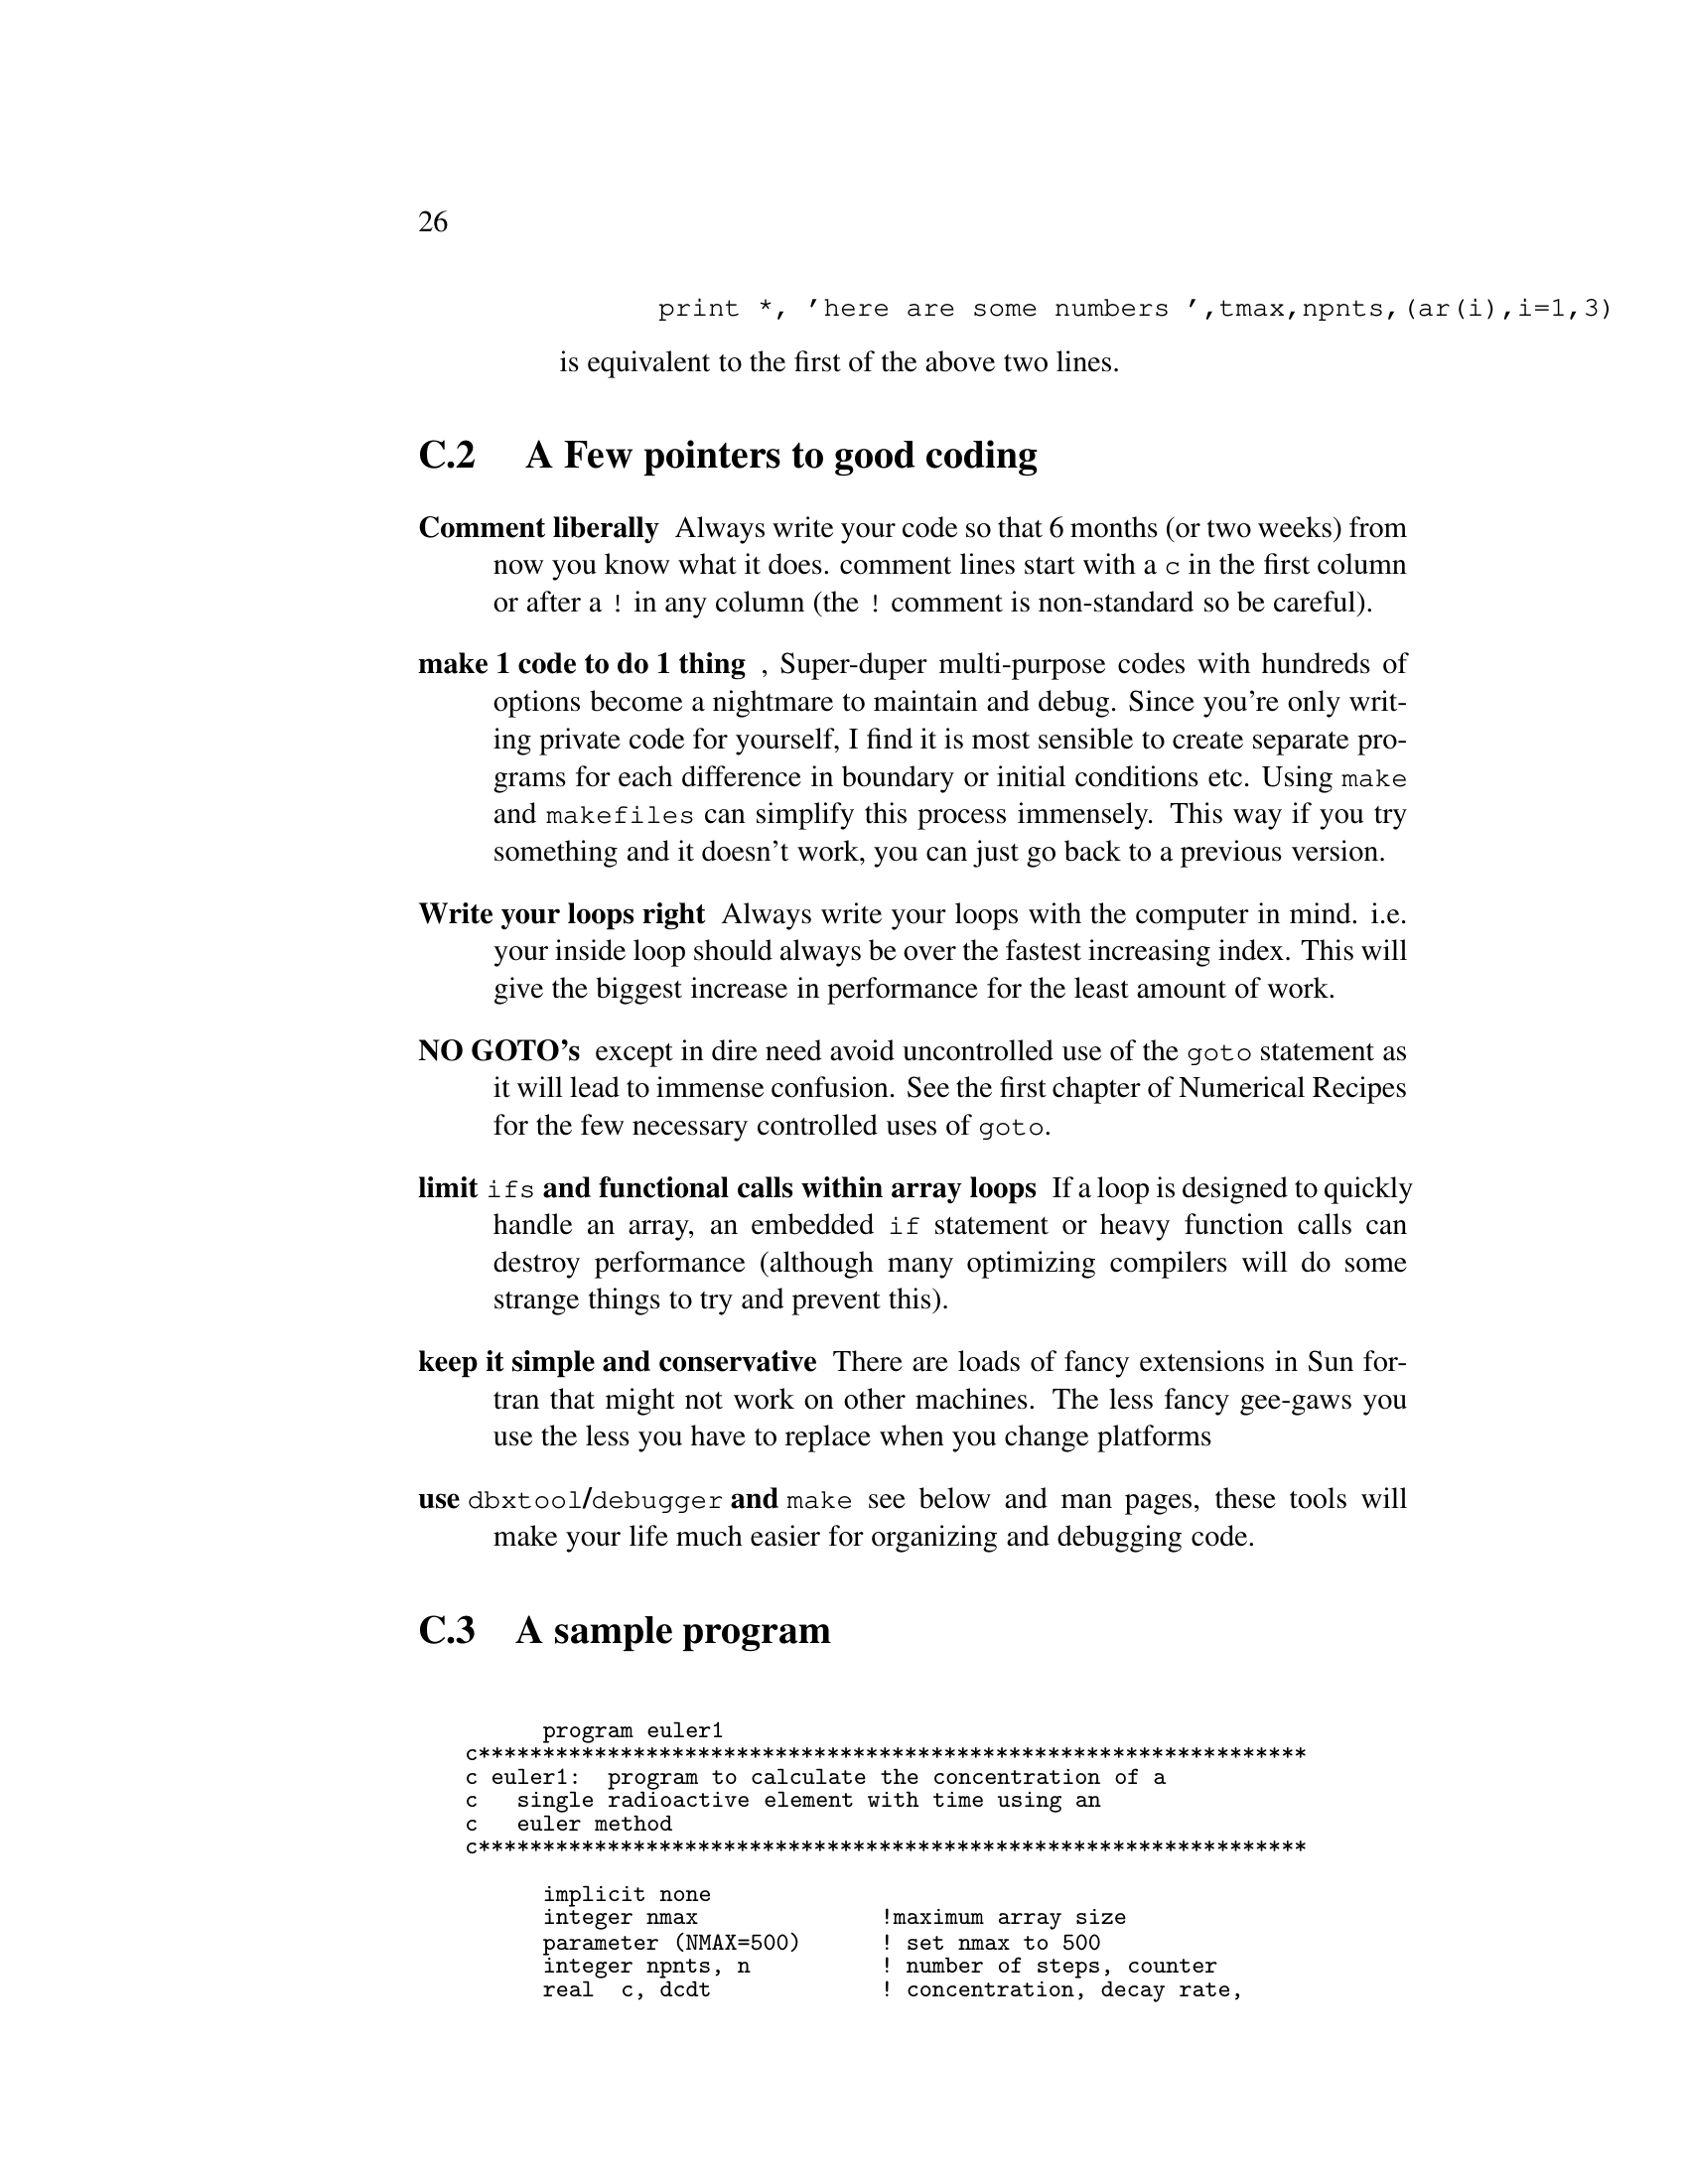 26
print *, ’here are some numbers ’,tmax,npnts,(ar(i),i=1,3)
is equivalent to the first of the above two lines.
C.2 A Few pointers to good coding
Comment liberally Always write your code so that 6 months (or two weeks) from
now you know what it does. comment lines start with a c in the first column
or after a ! in any column (the ! comment is non-standard so be careful).
make 1 code to do 1 thing , Super-duper multi-purpose codes with hundreds of
options become a nightmare to maintain and debug. Since you’re only writ-
ing private code for yourself, I find it is most sensible to create separate pro-
grams for each difference in boundary or initial conditions etc. Using make
and makefiles can simplify this process immensely. This way if you try
something and it doesn’t work, you can just go back to a previous version.
Write your loops right Always write your loops with the computer in mind. i.e.
your inside loop should always be over the fastest increasing index. This will
give the biggest increase in performance for the least amount of work.
NO GOTO’s except in dire need avoid uncontrolled use of the goto statement as
it will lead to immense confusion. See the first chapter of Numerical Recipes
for the few necessary controlled uses of goto.
limit ifs and functional calls within array loops If a loop is designed to quickly
handle an array, an embedded if statement or heavy function calls can
destroy performance (although many optimizing compilers will do some
strange things to try and prevent this).
keep it simple and conservative There are loads of fancy extensions in Sun for-
tran that might not work on other machines. The less fancy gee-gaws you
use the less you have to replace when you change platforms
use dbxtool/debugger and make see below and man pages, these tools will
make your life much easier for organizing and debugging code.
C.3 A sample program
program euler1
c****************************************************************
c euler1: program to calculate the concentration of a
c single radioactive element with time using an
c euler method
c****************************************************************
implicit none
integer nmax !maximum array size
parameter (NMAX=500) ! set nmax to 500
integer npnts, n ! number of steps, counter
real c, dcdt ! concentration, decay rate,